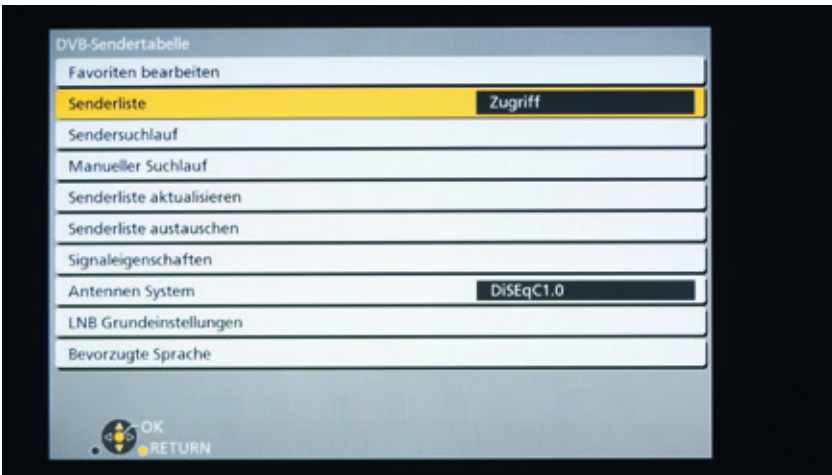 DVB-Sendertabelle
Favoriten bearbeiten
Senderliste Zugriff
Sendersuchlauf
Manueller Suchlauf
Senderliste aktualisieren
Senderliste austauschen
Signaleigenschaften
Antennen System DiSEqC1.0
LNB Grundeinstellungen
Bevorzugte Sprache
OK
RETURN